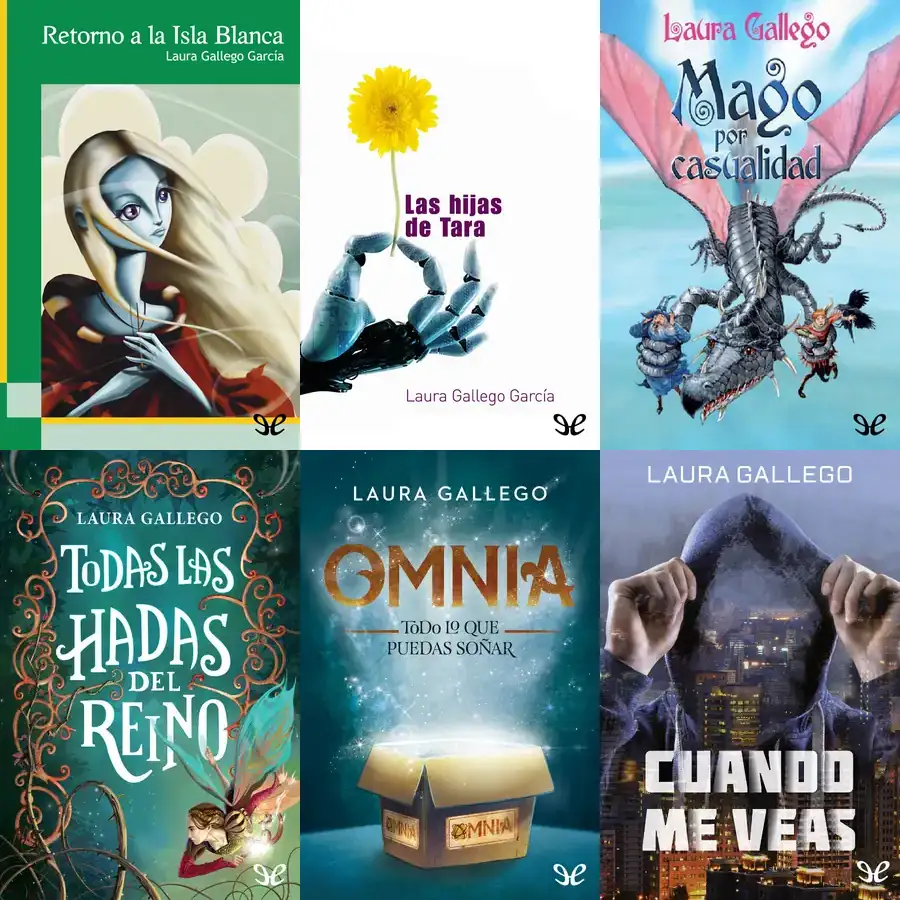 Retorno a la Isla Blanca
Laura Gallego García
Las hijas
de Tara
Laura Gallego García
Laura Gallego
Mago
por
casualidad
LAURA GALLEGO
TODAS LAS
HADAS
DEL
REINO
LAURA GALLEGO
OMNIA
TODO LO QUE
PUEDAS SOÑAR
OMNIA
OMNIA
LAURA GALLEGO
CUANDO
ME VEAS